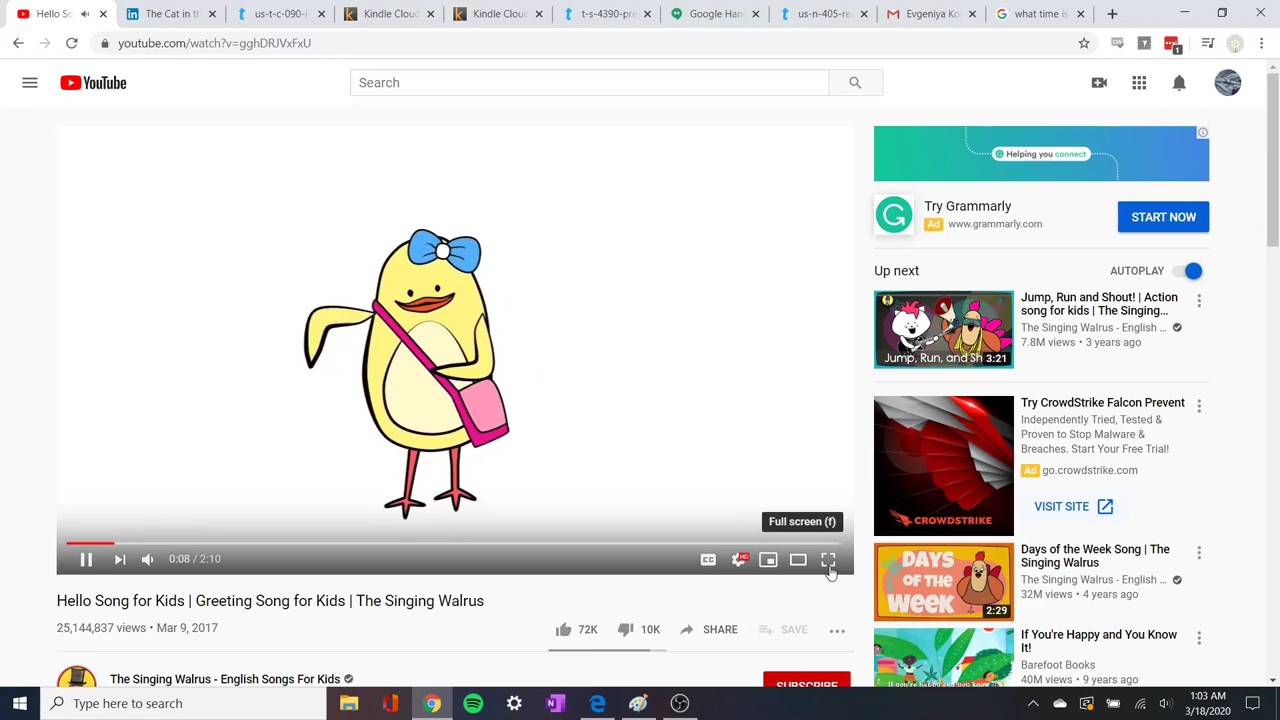 Hello So
The Cat in th
us-t-c-090-i
Kindle Cloud
Kindle Cloud
t-s-4390-pre
Google Hang
us-n-405-re
Evgeniya Ko
what time is
youtube.com/watch?v=gghDRJVxFxU
1
YouTube
Search
Helping you connect
Try Grammarly
Ad www.grammarly.com
START NOW
Up next
AUTOPLAY
Jump, Run, and Sh
3:21
Jump, Run and Shout! | Action
song for kids | The Singing...
The Singing Walrus - English ...
7.8M views • 3 years ago
CROWDSTRIKE
Try CrowdStrike Falcon Prevent
Independently Tried, Tested &
Proven to Stop Malware &
Breaches. Start Your Free Trial!
Ad go.crowdstrike.com
VISIT SITE
Full screen (f)
0:08 / 2:10
CC
HD
DAYS
OF THE
WEEK
2:29
Days of the Week Song | The
Singing Walrus
The Singing Walrus - English ...
32M views • 4 years ago
Hello Song for Kids | Greeting Song for Kids | The Singing Walrus
25,144,837 views • Mar 9, 2017
72K
10K
SHARE
SAVE
If You're Happy and You Know
It!
Barefoot Books
40M views • 9 years ago
The Singing Walrus - English Songs For Kids
SUBSCRIBE
Type here to search
1:03 AM
3/18/2020